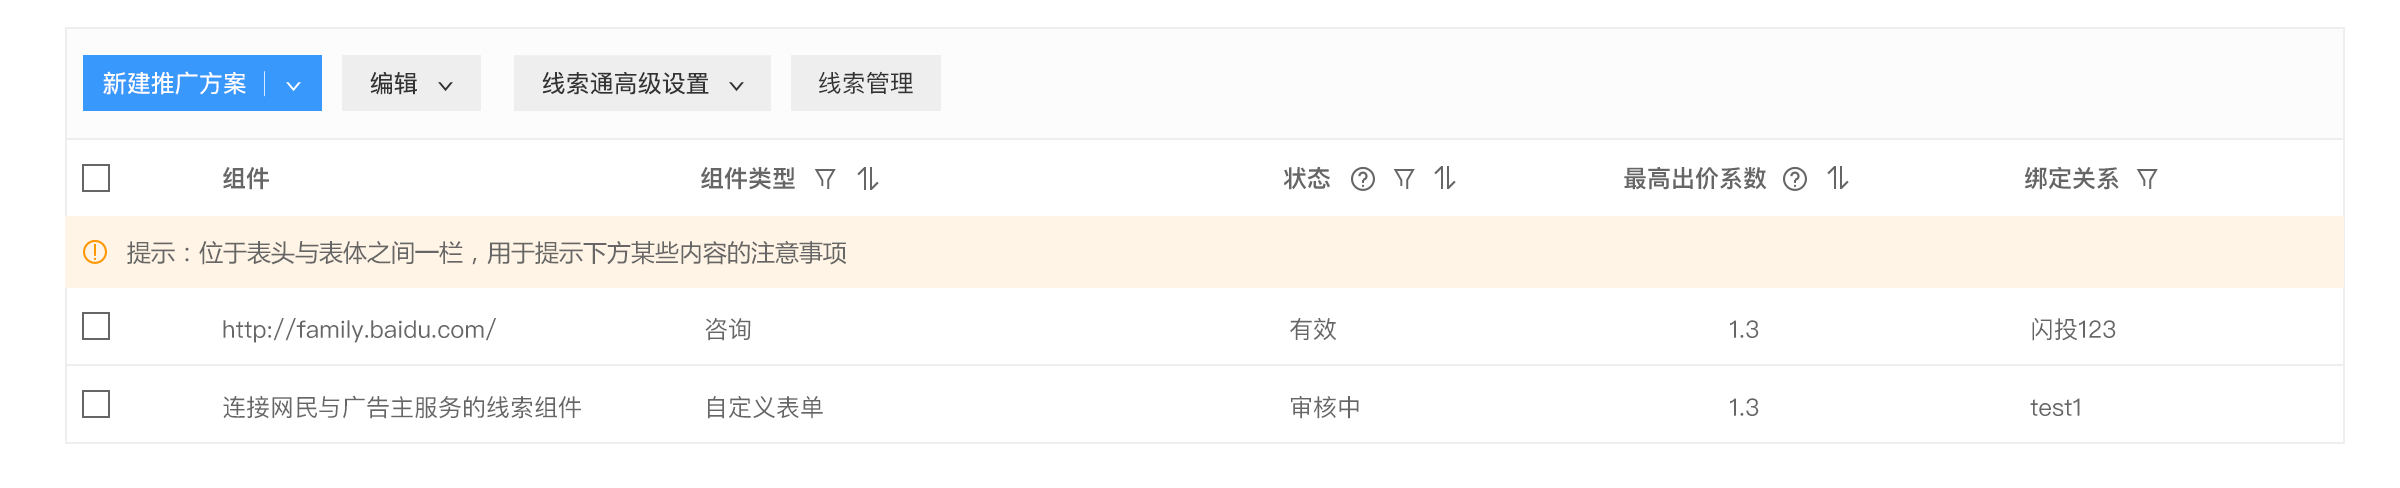 新建推广方案 编辑 线索通高级设置 线索管理
组件 组件类型 状态 最高出价系数 绑定关系
提示：位于表头与表体之间一栏，用于提示下方某些内容的注意事项
http://family.baidu.com/ 咨询 有效 1.3 闪投123
连接网民与广告主服务的线索组件 自定义表单 审核中 1.3 test1